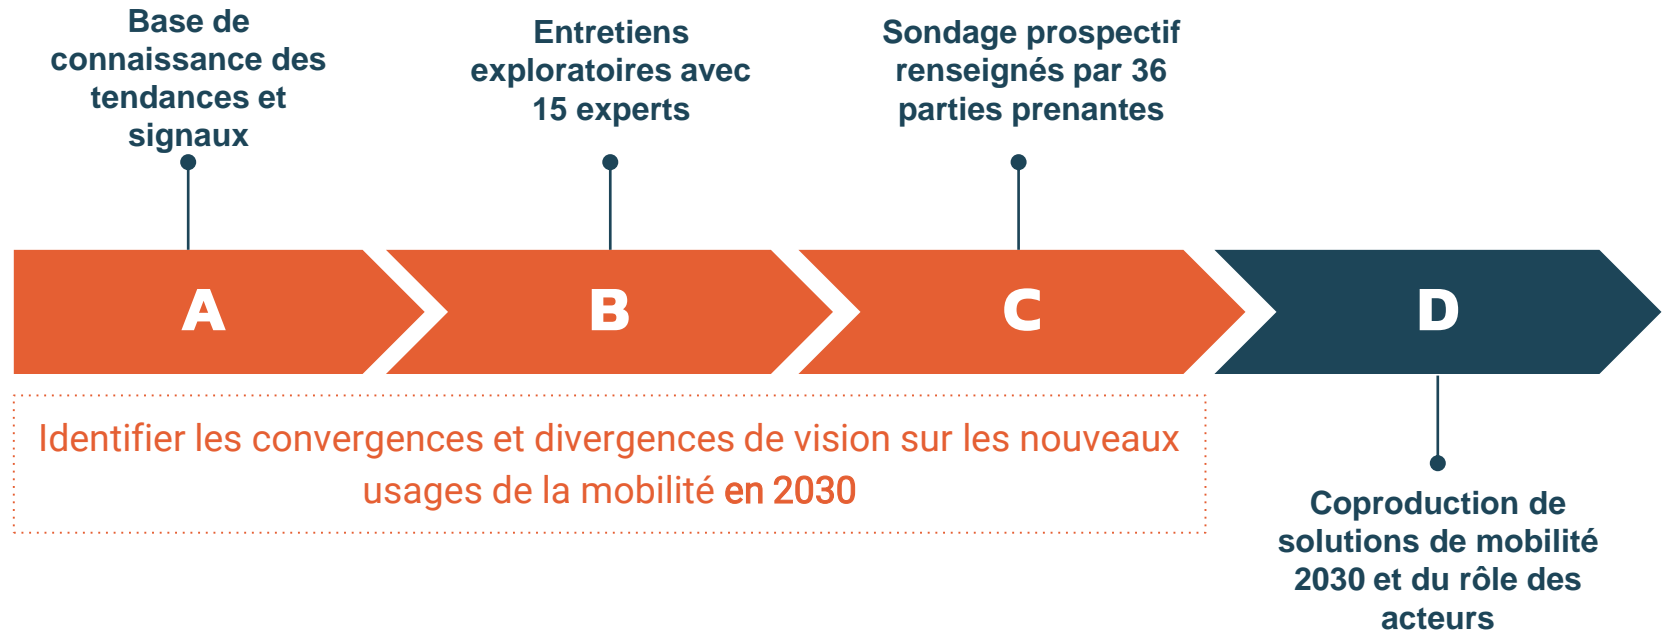 Base de
connaissance des
tendances et
signaux
Entretiens
exploratoires avec
15 experts
Sondage prospectif
renseignés par 36
parties prenantes
A
B
C
D
Identifier les convergences et divergences de vision sur les nouveaux
usages de la mobilité en 2030
Coproduction de
solutions de mobilité
2030 et du rôle des
acteurs